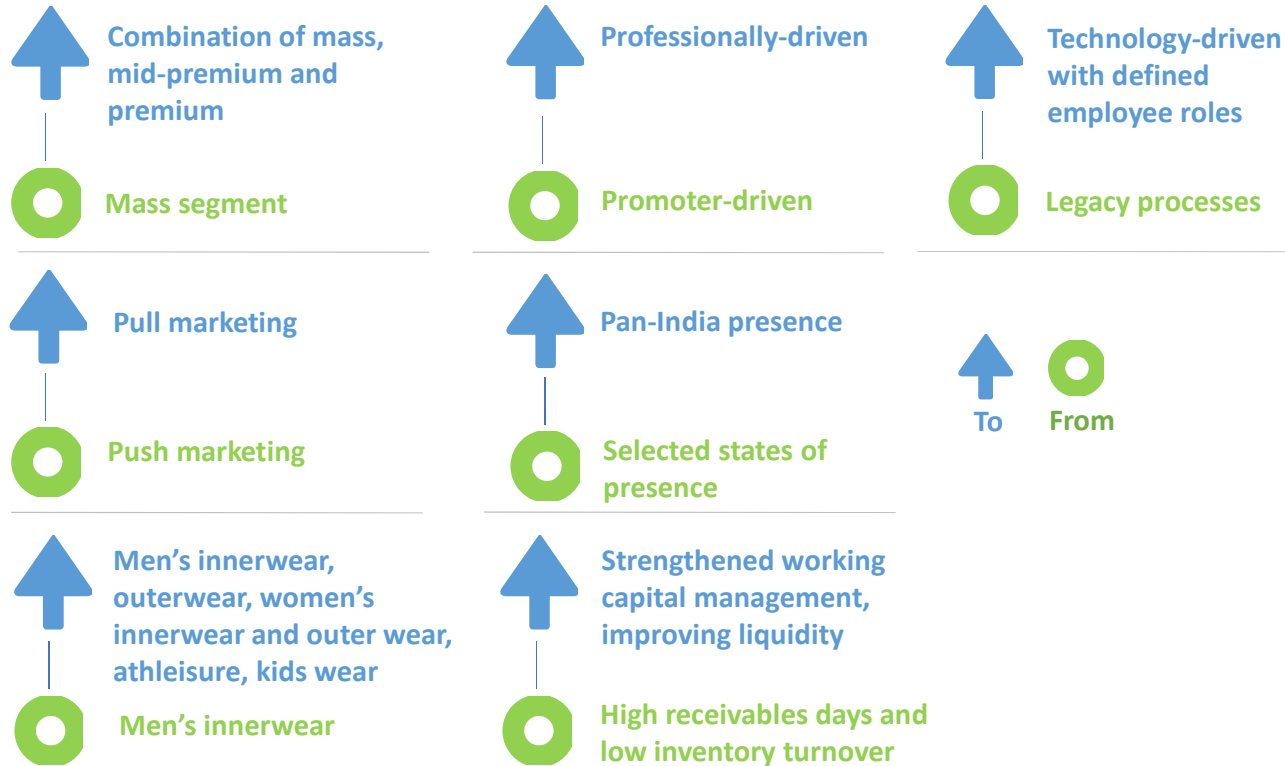 Combination of mass,
mid-premium and
premium
Mass segment
Professionally-driven
Promoter-driven
Technology-driven
with defined
employee roles
Legacy processes
Pull marketing
Push marketing
Pan-India presence
Selected states of
presence
To
From
Men’s innerwear,
outerwear, women’s
innerwear and outer wear,
athleisure, kids wear
Men’s innerwear
Strengthened working
capital management,
improving liquidity
High receivables days and
low inventory turnover